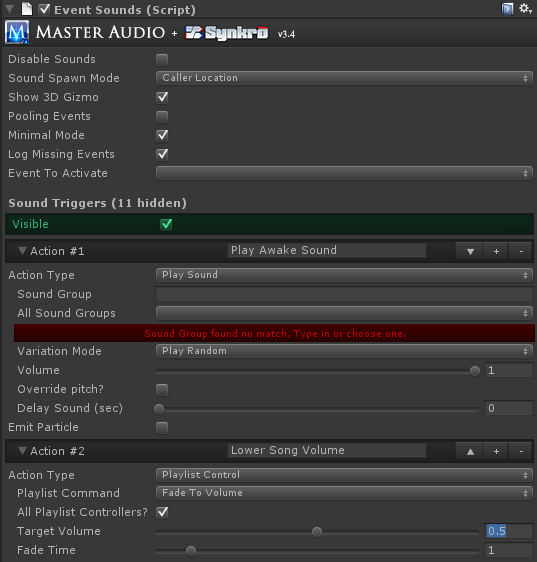 Event Sounds (Script)
M. MASTER AUDIO + Synkro v3.4
Disable Sounds
Sound Spawn Mode Caller Location
Show 3D Gizmo
Pooling Events
Minimal Mode
Log Missing Events
Event To Activate
Sound Triggers (11 hidden)
Visible
Action #1 Play Awake Sound ▼ + -
Action Type Play Sound
Sound Group
All Sound Groups
Sound Group found no match. Type in or choose one.
Variation Mode Play Random
Volume 1
Override pitch?
Delay Sound (sec) 0
Emit Particle
Action #2 Lower Song Volume ▲ + -
Action Type Playlist Control
Playlist Command Fade To Volume
All Playlist Controllers?
Target Volume 0.5
Fade Time 1